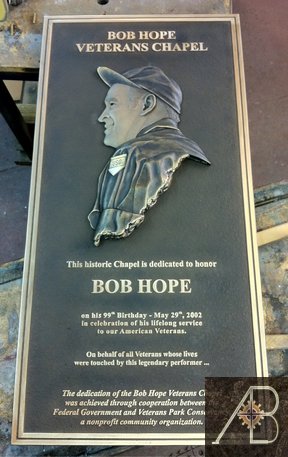 BOB HOPE
VETERANS CHAPEL
This historic Chapel is dedicated to honor
BOB HOPE
on his 99th Birthday - May 29th, 2002
in celebration of his lifelong service
to our American Veterans.
On behalf of all Veterans whose lives
were touched by this legendary performer ...
The dedication of the Bob Hope Veterans Chapel
was achieved through cooperation between
Federal Government and Veterans Park
a nonprofit community organization.
AB